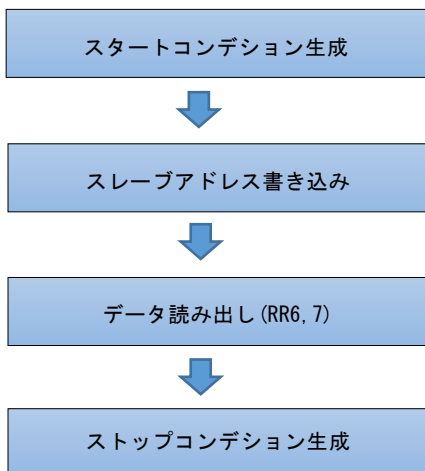 スタートコンデション生成
スレーブアドレス書き込み
データ読み出し(RR6,7)
ストップコンデション生成